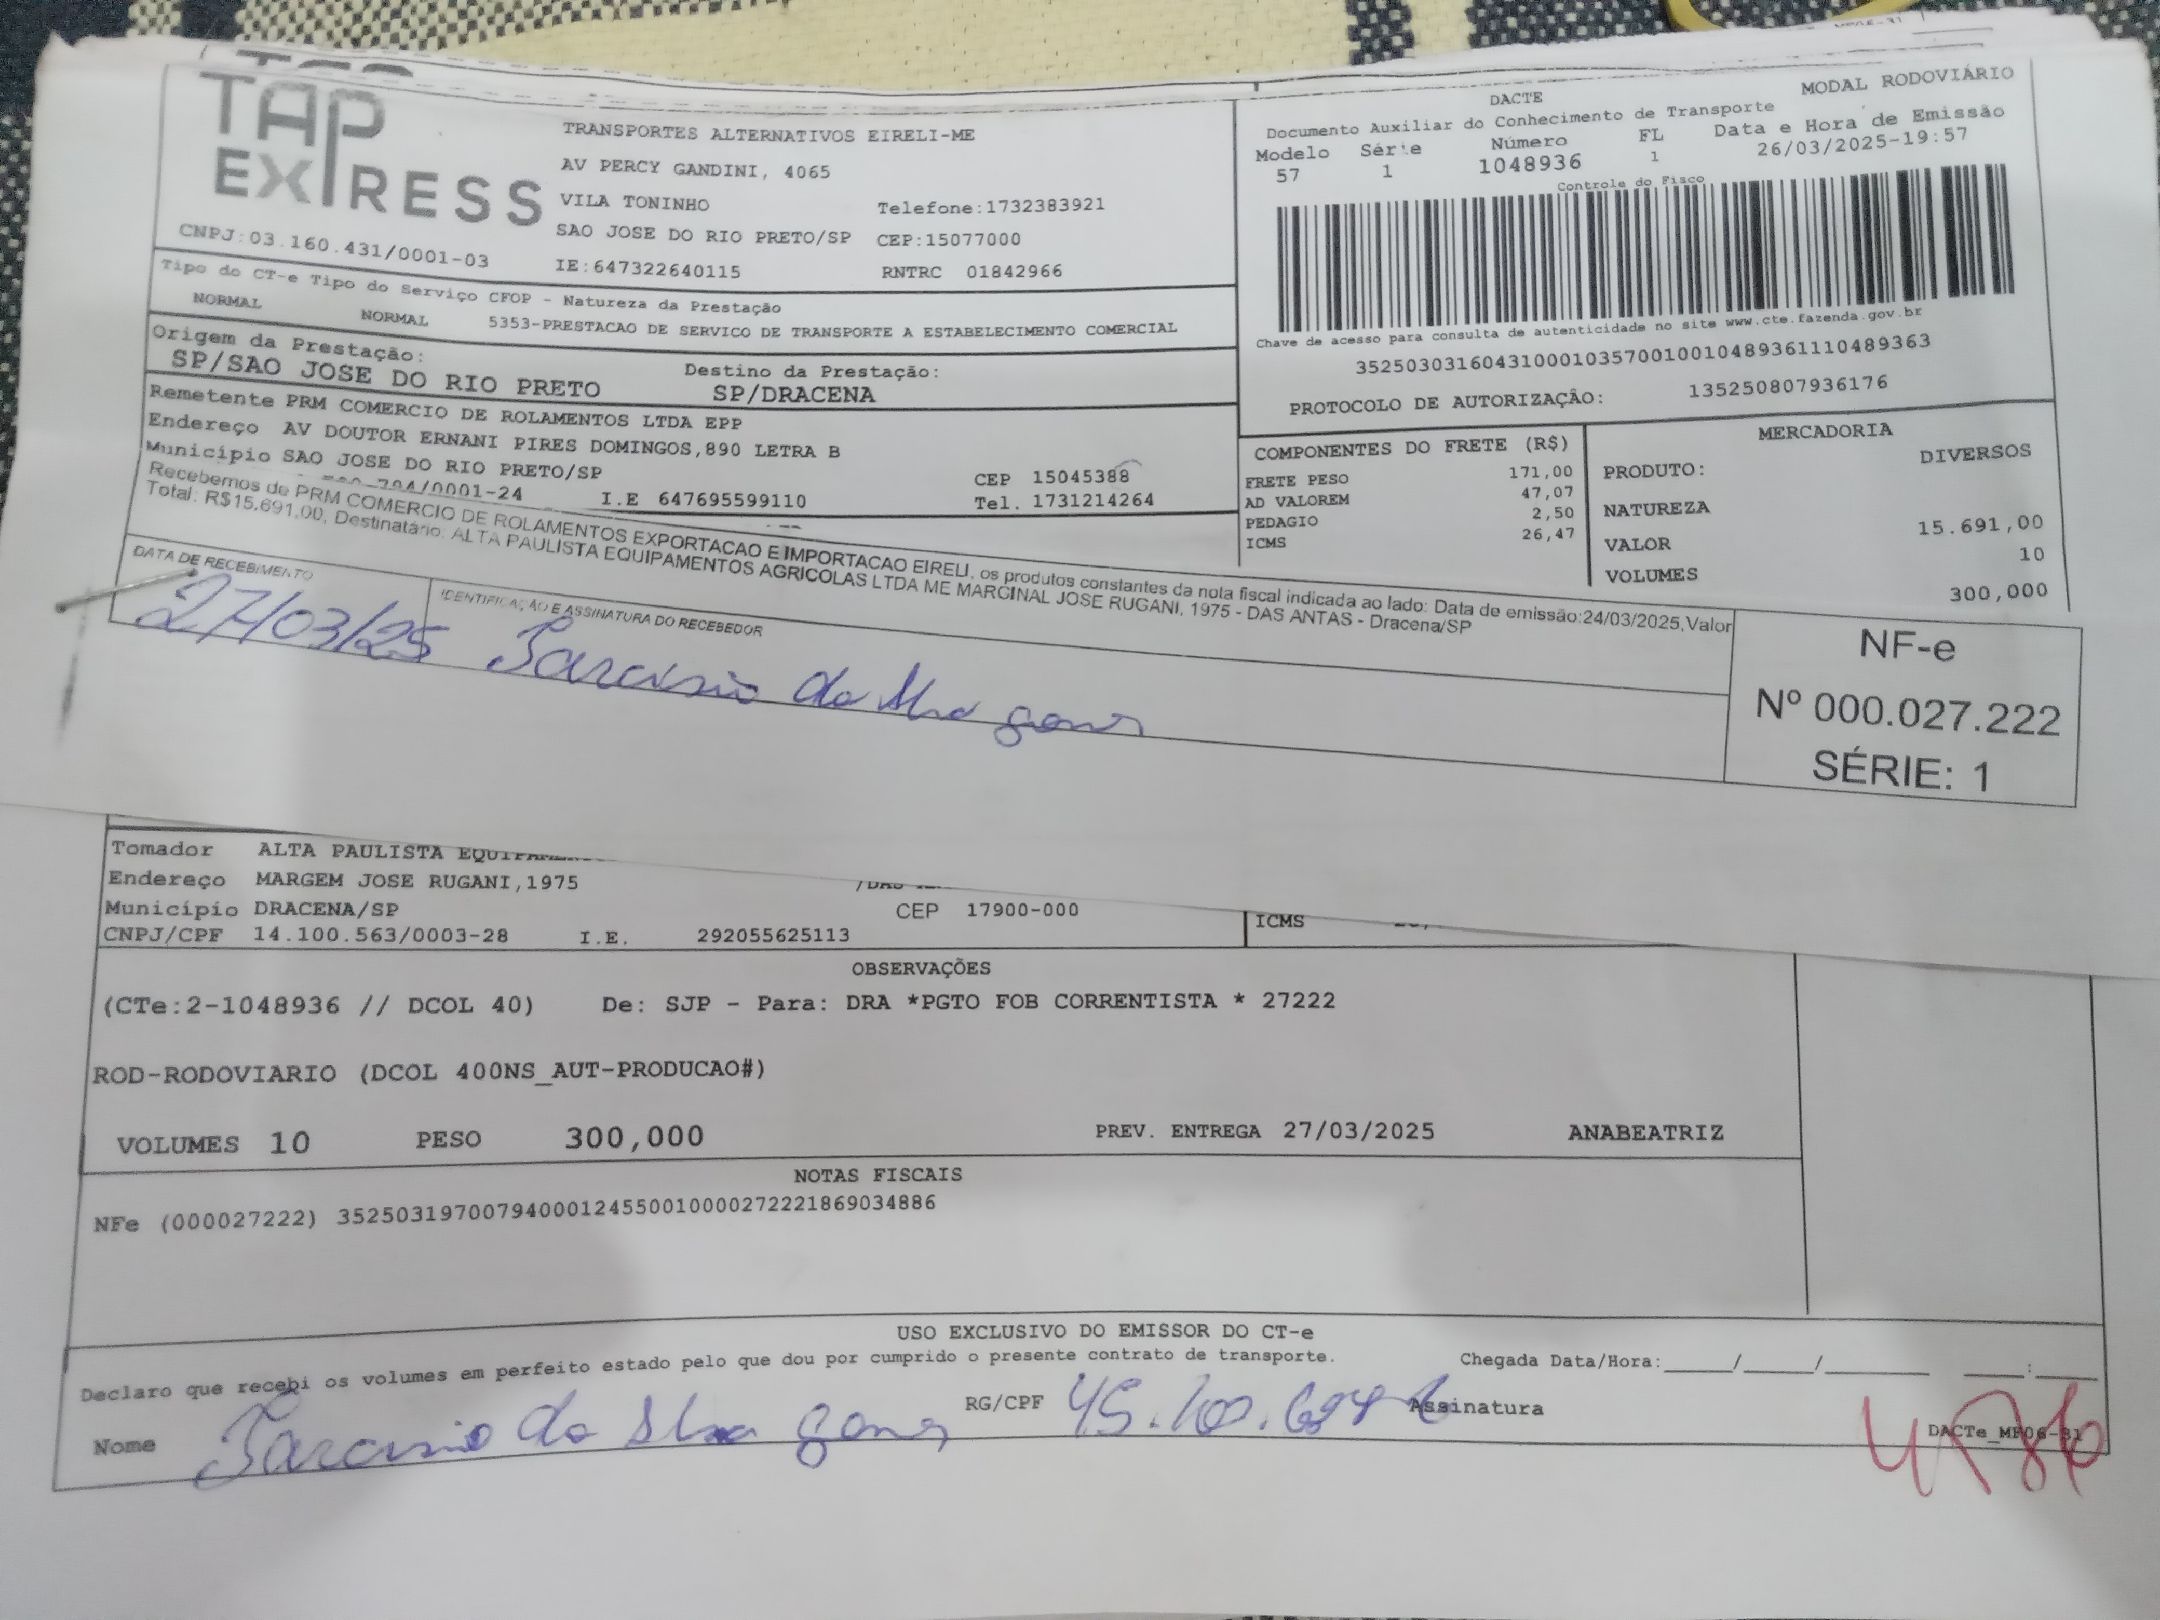 TAP
EXPRESS
TRANSPORTES ALTERNATIVOS EIRELI-ME
AV PERCY GANDINI, 4065
VILA TONINHO Telefone:1732383921
SAO JOSE DO RIO PRETO/SP CEP:15077000
CNPJ:03.160.431/0001-03 IE:647322640115 RNTRC 01842966
DACTE MODAL RODOVIÁRIO
Documento Auxiliar do Conhecimento de Transporte
Modelo Série Número FL Data e Hora de Emissão
57 1 1048936 1 26/03/2025-19:57
Controle do Fisco
Chave de acesso para consulta de autenticidade no site www.cte.fazenda.gov.br
35250303160431000103570010010489361110489363
PROTOCOLO DE AUTORIZAÇÃO: 135250807936176
Tipo do CT-e Tipo do Serviço CFOP - Natureza da Prestação
NORMAL NORMAL 5353-PRESTACAO DE SERVICO DE TRANSPORTE A ESTABELECIMENTO COMERCIAL
Origem da Prestação: Destino da Prestação:
SP/SAO JOSE DO RIO PRETO SP/DRACENA
Remetente PRM COMERCIO DE ROLAMENTOS LTDA EPP
Endereço AV DOUTOR ERNANI PIRES DOMINGOS,890 LETRA B
Município SAO JOSE DO RIO PRETO/SP CEP 15045388
794/0001-24 I.E 647695599110 Tel. 1731214264
COMPONENTES DO FRETE (R$)
FRETE PESO 171,00
AD VALOREM 47,07
PEDAGIO 2,50
ICMS 26,47
MERCADORIA
PRODUTO: DIVERSOS
NATUREZA
VALOR 15.691,00
VOLUMES 10
300,000
Recebemos de PRM COMERCIO DE ROLAMENTOS EXPORTACAO E IMPORTACAO EIRELI, os produtos constantes da nota fiscal indicada ao lado: Data de emissão:24/03/2025,Valor
Total: R$15.691,00, Destinatário: ALTA PAULISTA EQUIPAMENTOS AGRICOLAS LTDA ME MARGINAL JOSE RUGANI, 1975 - DAS ANTAS - Dracena/SP
DATA DE RECEBIMENTO IDENTIFICAÇÃO E ASSINATURA DO RECEBEDOR
27/03/25 Tarcisio da Silva
NF-e
Nº 000.027.222
SÉRIE: 1
Tomador ALTA PAULISTA
Endereço MARGEM JOSE RUGANI,1975
Município DRACENA/SP CEP 17900-000
CNPJ/CPF 14.100.563/0003-28 I.E. 292055625113
ICMS
OBSERVAÇÕES
(CTe:2-1048936 // DCOL 40) De: SJP - Para: DRA *PGTO FOB CORRENTISTA * 27222
ROD-RODOVIARIO (DCOL 400NS_AUT-PRODUCAO#)
VOLUMES 10 PESO 300,000 PREV. ENTREGA 27/03/2025 ANABEATRIZ
NOTAS FISCAIS
NFe (000027222) 35250319700794000124550010000272221869034886
USO EXCLUSIVO DO EMISSOR DO CT-e
Declaro que recebi os volumes em perfeito estado pelo que dou por cumprido o presente contrato de transporte. Chegada Data/Hora:____/____/____ __:__
Nome Tarcisio da Silva RG/CPF Assinatura
DACTe_MF06-31